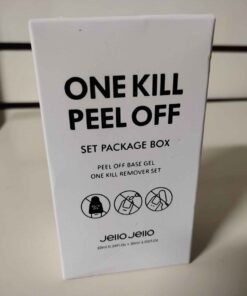 ONE KILL
PEEL OFF
SET PACKAGE BOX
PEEL OFF BASE GEL
ONE KILL REMOVER SET
Jello Jello